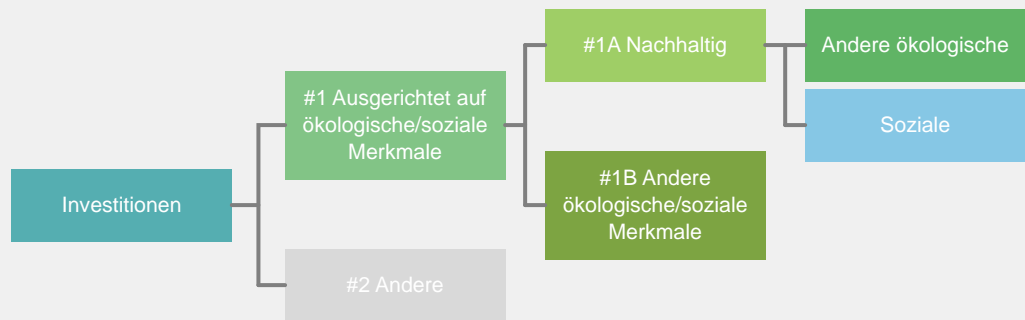 Investitionen
#1 Ausgerichtet auf
ökologische/soziale
Merkmale
#2 Andere
#1A Nachhaltig
#1B Andere
ökologische/soziale
Merkmale
Andere ökologische
Soziale